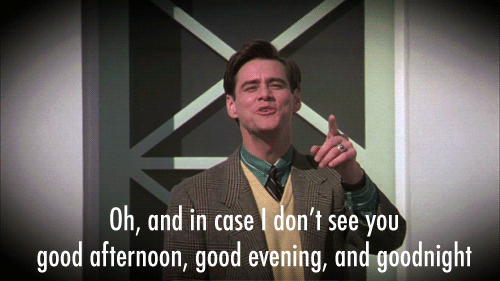 Oh, and in case I don't see you
good afternoon, good evening, and goodnight